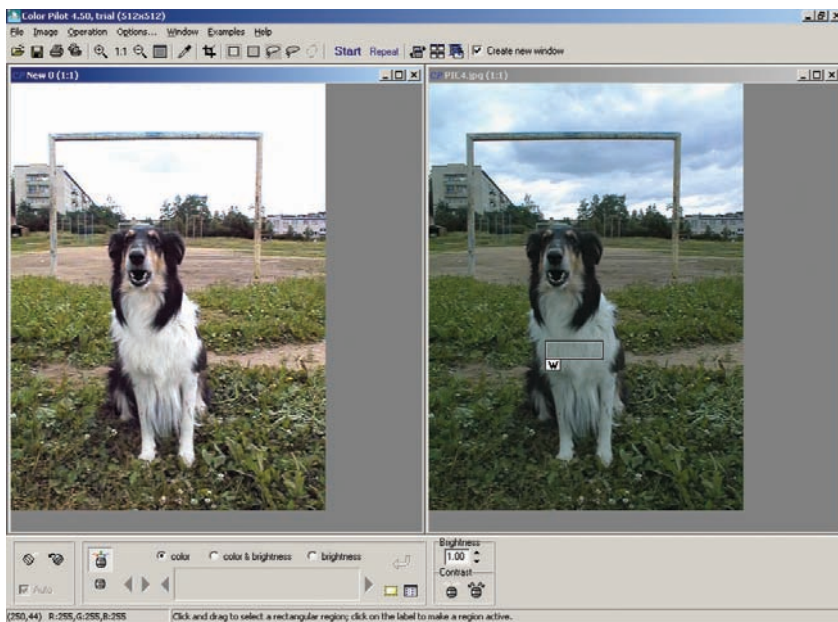 Color Pilot 4.50, trial (512x512)
File Image Operation Options... Window Examples Help
1:1 Start Repeat Create new window
New 0 (1:1)
PIC4.jpg (1:1)
W
color color & brightness brightness
Auto
Brightness
1.00
Contrast
(250,44) R:255,G:255,B:255 Click and drag to select a rectangular region; click on the label to make a region active.